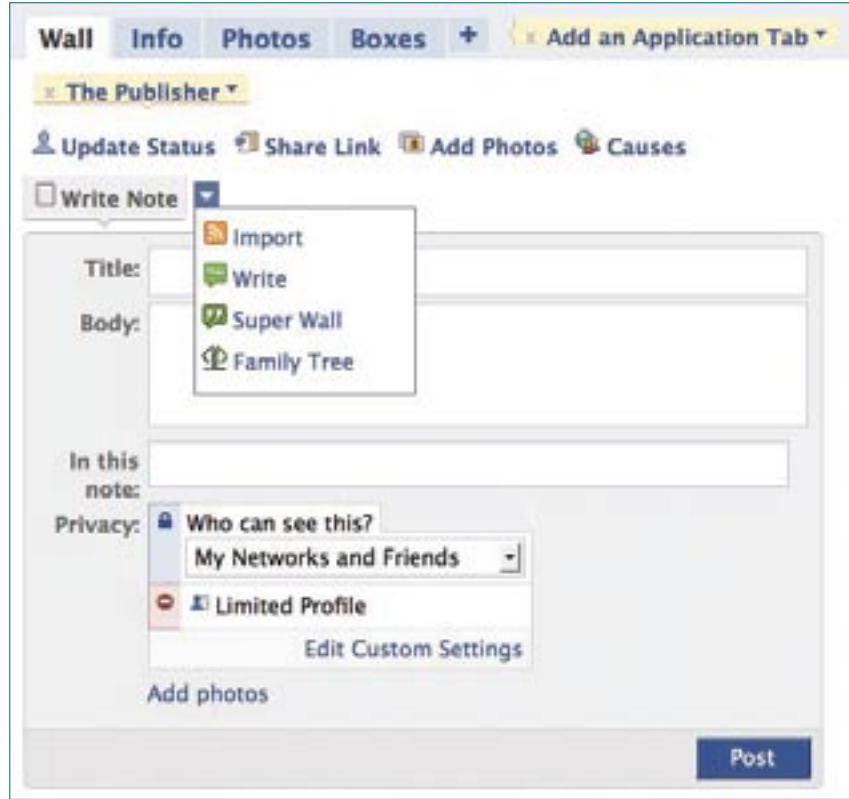 Wall Info Photos Boxes + × Add an Application Tab
× The Publisher
Update Status Share Link Add Photos Causes
Write Note
Import
Title:
Write
Body:
Super Wall
Family Tree
In this
note:
Privacy: Who can see this?
My Networks and Friends
Limited Profile
Edit Custom Settings
Add photos
Post